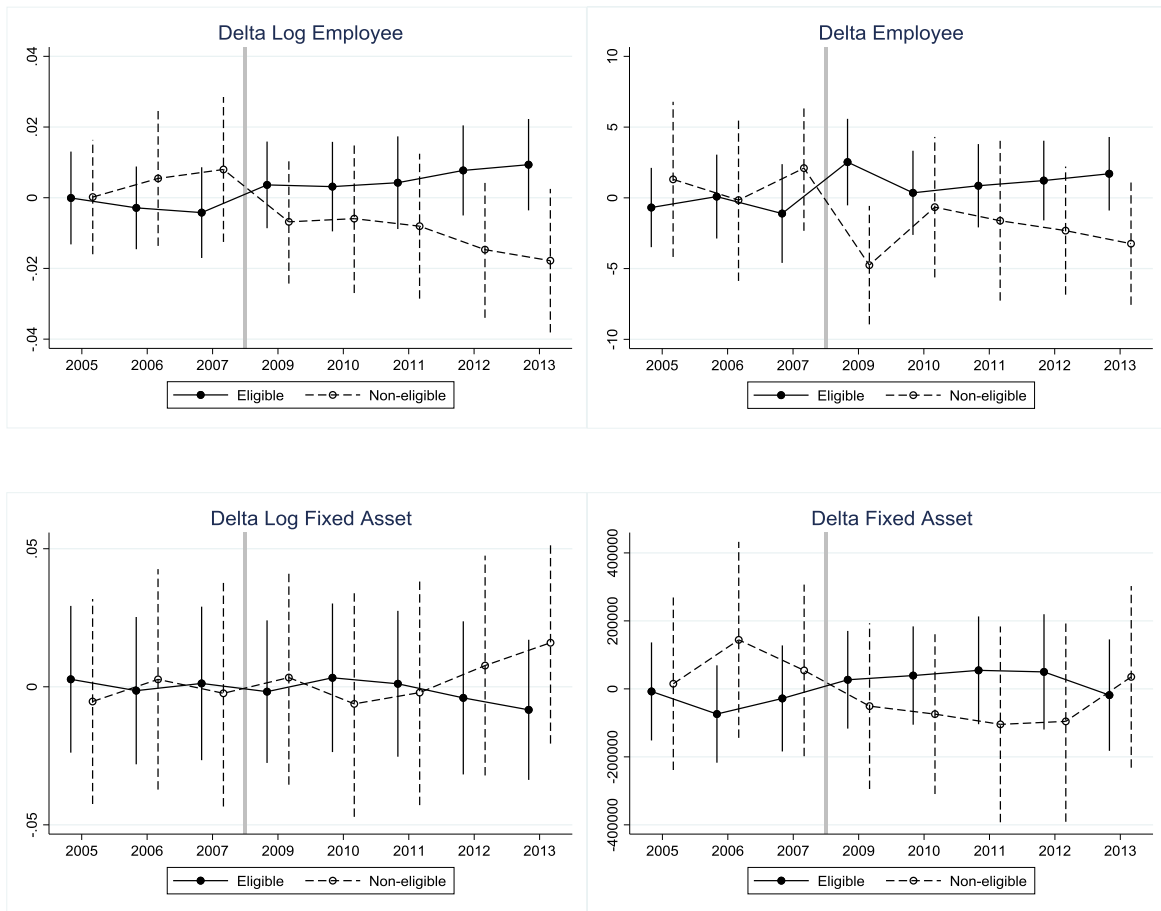 Delta Log Employee
.04
.02
0
-.02
-.04
2005 2006 2007 2009 2010 2011 2012 2013
Eligible Non-eligible
Delta Employee
10
5
0
-5
-10
2005 2006 2007 2009 2010 2011 2012 2013
Eligible Non-eligible
Delta Log Fixed Asset
.05
0
-.05
2005 2006 2007 2009 2010 2011 2012 2013
Eligible Non-eligible
Delta Fixed Asset
400000
200000
0
-200000
-400000
2005 2006 2007 2009 2010 2011 2012 2013
Eligible Non-eligible